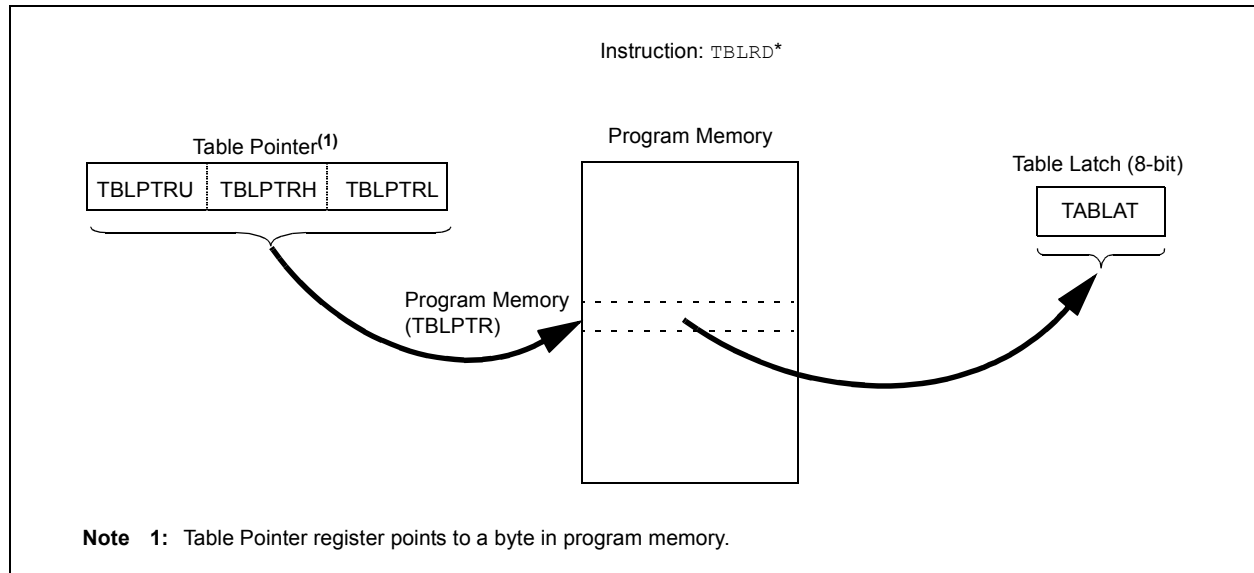 Instruction: TBLRD*
Table Pointer(1)
Program Memory
Table Latch (8-bit)
TBLPTRU TBLPTRH TBLPTRL
TABLAT
Program Memory
(TBLPTR)
Note 1: Table Pointer register points to a byte in program memory.